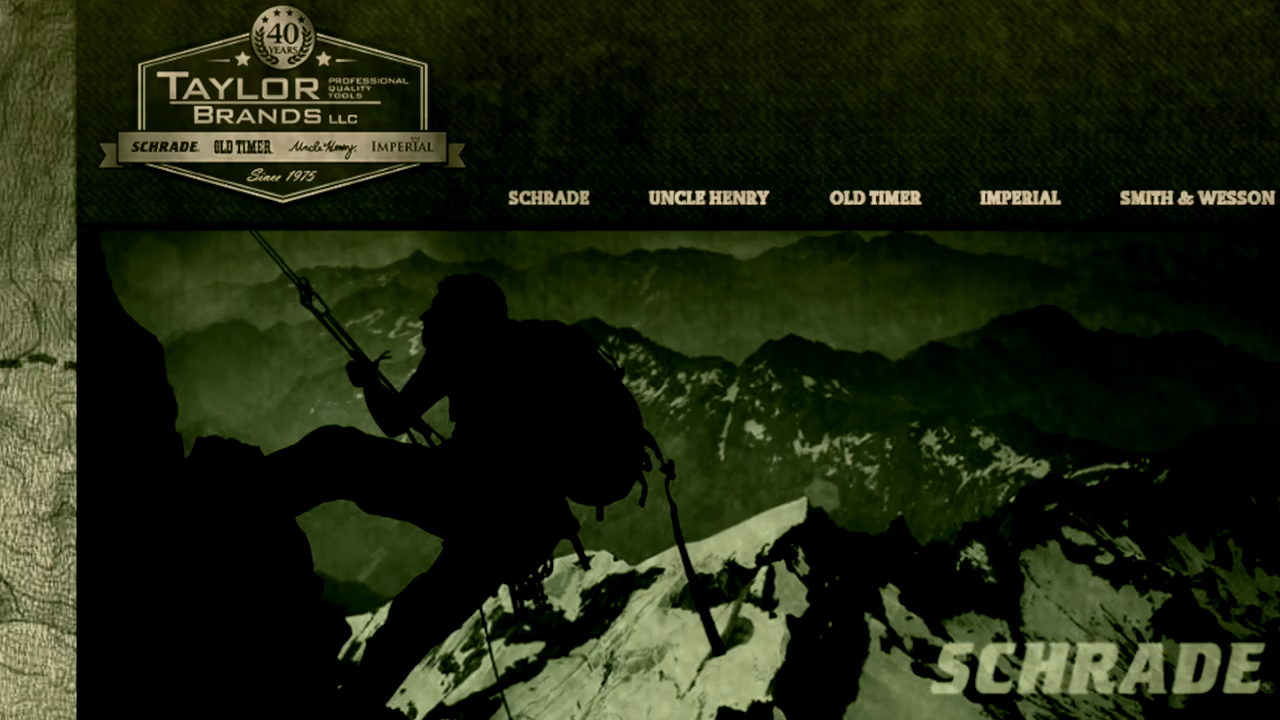 40
YEARS
TAYLOR PROFESSIONAL QUALITY TOOLS
BRANDS LLC
SCHRADE OLD TIMER Uncle Henry IMPERIAL
Since 1975
SCHRADE UNCLE HENRY OLD TIMER IMPERIAL SMITH & WESSON
SCHRADE®